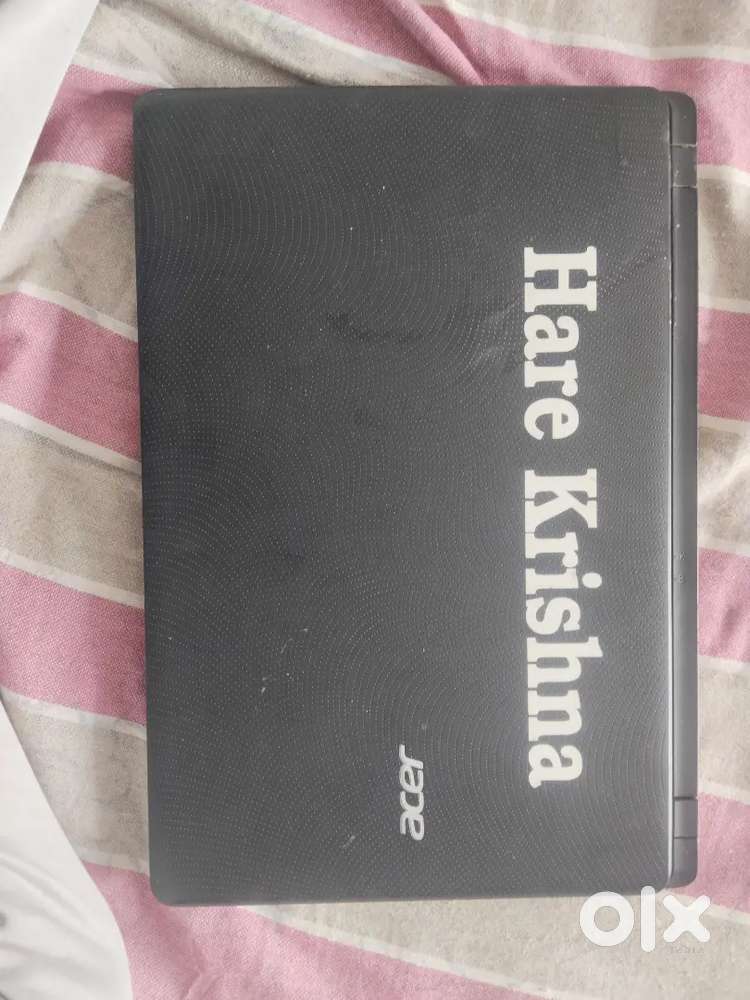 Hare Krishna
acer
olx